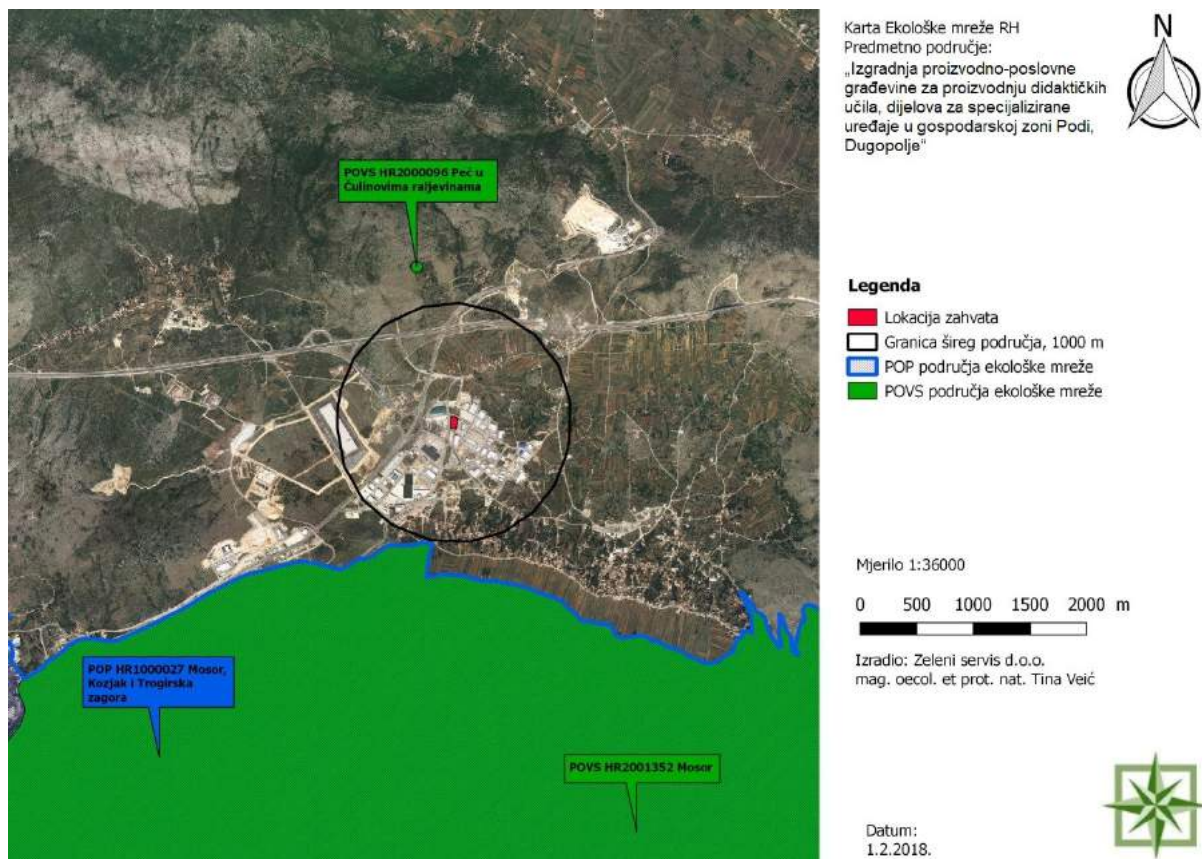 Karta Ekološke mreže RH
Predmetno područje:
„Izgradnja proizvodno-poslovne
građevine za proizvodnju didaktičkih
učila, dijelova za specijalizirane
uređaje u gospodarskoj zoni Podi,
Dugopolje“
N
POVS HR2000096 Peć u
Čulinovima raljevinama
Legenda
Lokacija zahvata
Granica šireg područja, 1000 m
POP područja ekološke mreže
POVS područja ekološke mreže
Mjerilo 1:36000
0 500 1000 1500 2000 m
Izradio: Zeleni servis d.o.o.
mag. oecol. et prot. nat. Tina Veić
POP HR1000027 Mosor,
Kozjak i Trogirska
zagora
POVS HR2001352 Mosor
Datum:
1.2.2018.